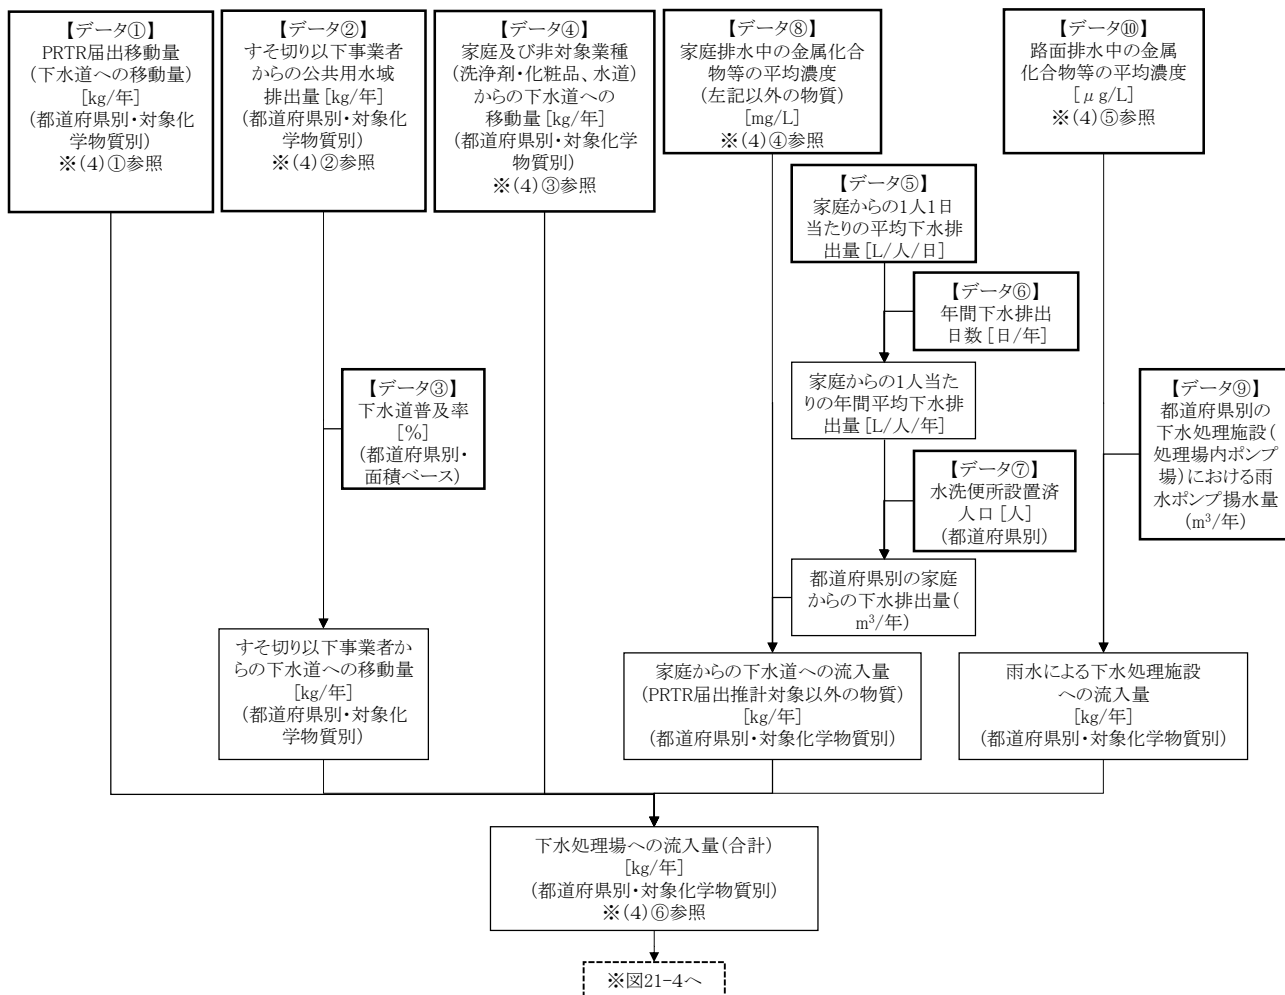 【データ①】
PRTR届出移動量
(下水道への移動量)
[kg/年]
(都道府県別・対象化
学物質別)
※(4)①参照
【データ②】
すそ切り以下事業者
からの公共用水域
排出量 [kg/年]
(都道府県別・対象化
学物質別)
※(4)②参照
【データ④】
家庭及び非対象業種
(洗浄剤・化粧品、水道)
からの下水道への
移動量 [kg/年]
(都道府県別・対象化学
物質別)
※(4)③参照
【データ⑧】
家庭排水中の金属化合
物等の平均濃度
(左記以外の物質)
[mg/L]
※(4)④参照
【データ⑩】
路面排水中の金属
化合物等の平均濃度
[μg/L]
※(4)⑤参照
【データ⑤】
家庭からの1人1日
当たりの平均下水排
出量 [L/人/日]
【データ⑥】
年間下水排出
日数 [日/年]
家庭からの1人当た
りの年間平均下水排
出量 [L/人/年]
【データ③】
下水道普及率
[%]
(都道府県別・
面積ベース)
【データ⑨】
都道府県別の
下水処理施設(
処理場内ポンプ
場)における雨
水ポンプ揚水量
(m³/年)
【データ⑦】
水洗便所設置済
人口 [人]
(都道府県別)
都道府県別の家庭
からの下水排出量(
m³/年)
すそ切り以下事業者か
らの下水道への移動量
[kg/年]
(都道府県別・対象化
学物質別)
家庭からの下水道への流入量
(PRTR届出推計対象以外の物質)
[kg/年]
(都道府県別・対象化学物質別)
雨水による下水処理施設
への流入量
[kg/年]
(都道府県別・対象化学物質別)
下水処理場への流入量(合計)
[kg/年]
(都道府県別・対象化学物質別)
※(4)⑥参照
※図21-4へ